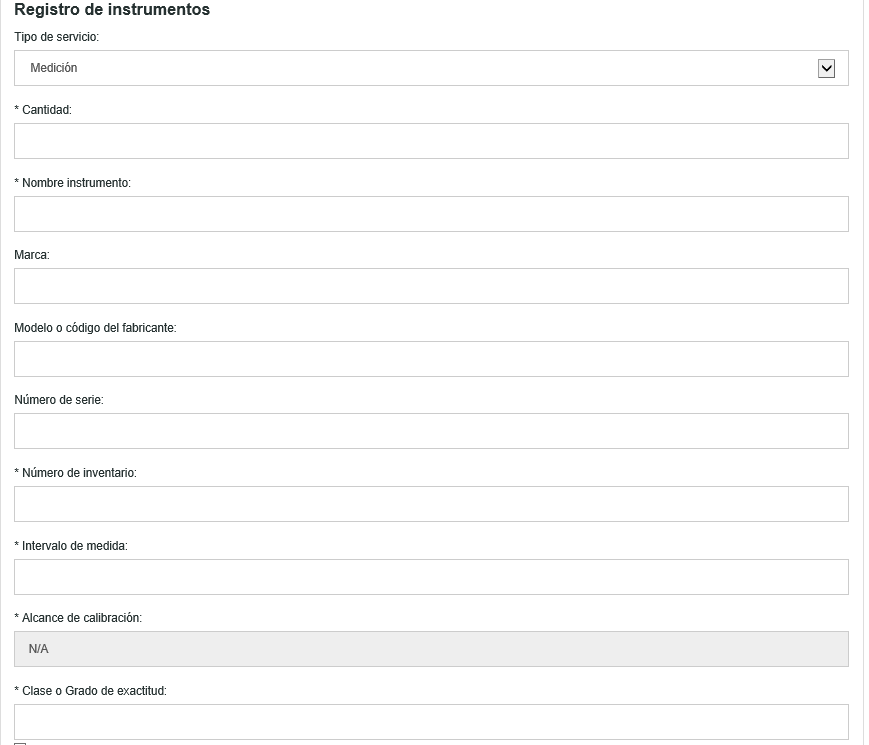 Registro de instrumentos
Tipo de servicio:
Medición
* Cantidad:
* Nombre instrumento:
Marca:
Modelo o código del fabricante:
Número de serie:
* Número de inventario:
* Intervalo de medida:
* Alcance de calibración:
N/A
* Clase o Grado de exactitud: